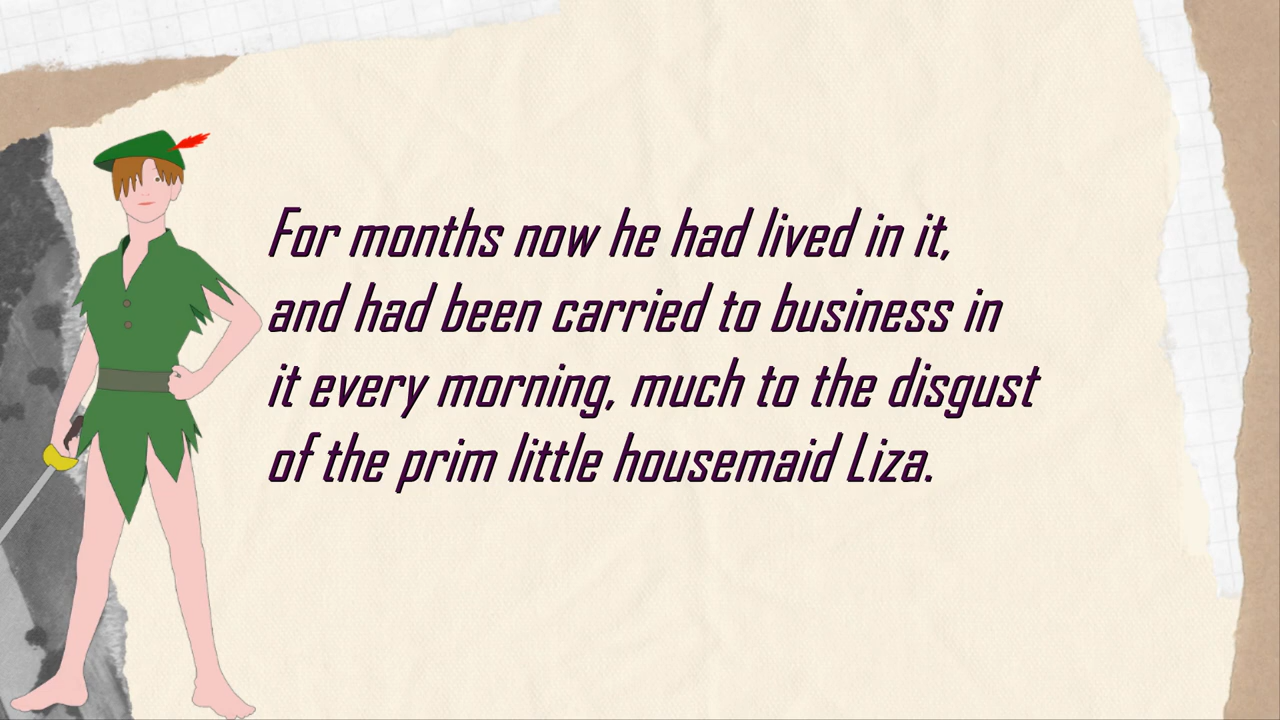 For months now he had lived in it,
and had been carried to business in
it every morning, much to the disgust
of the prim little housemaid Liza.